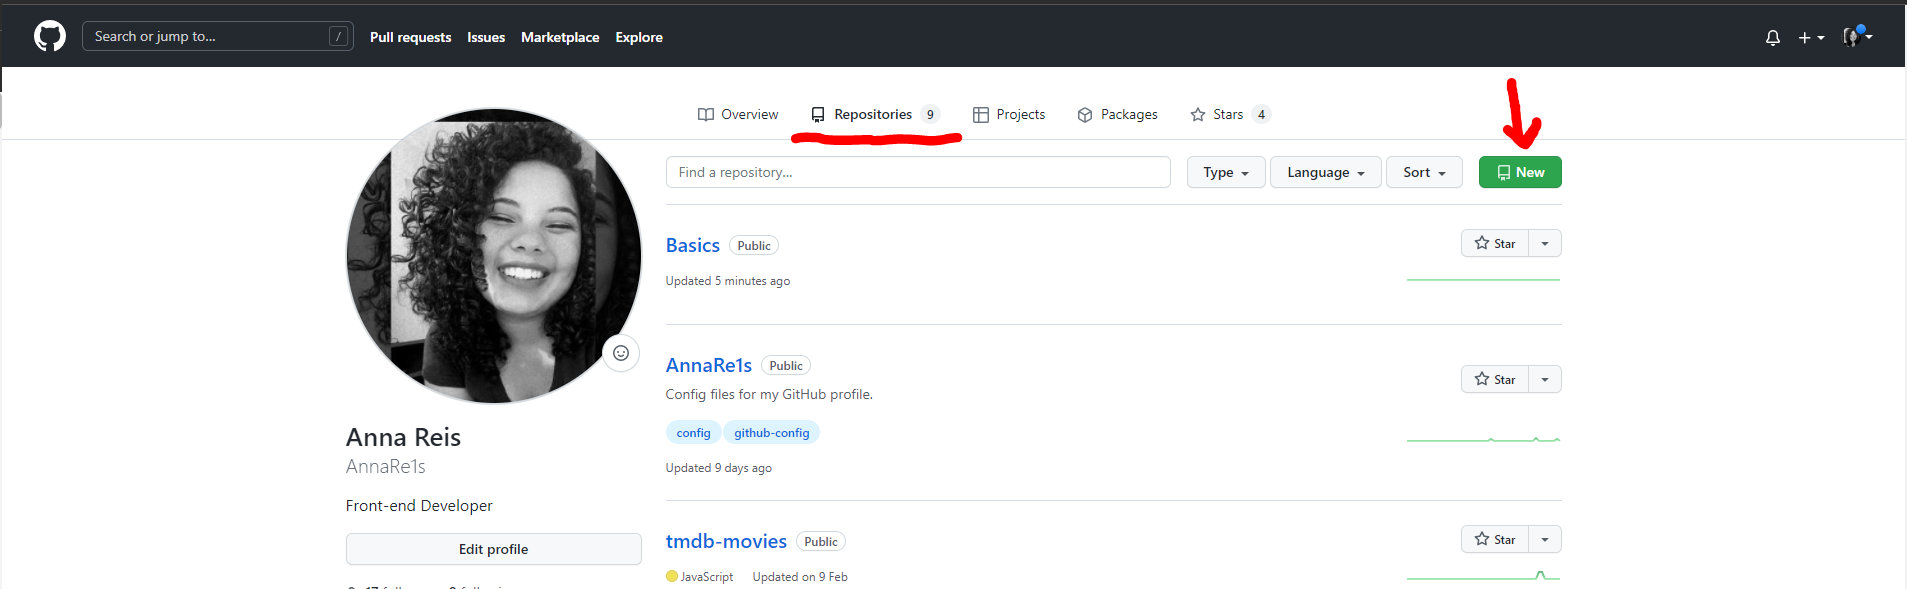 Search or jump to... /
Pull requests Issues Marketplace Explore
Overview Repositories 9 Projects Packages Stars 4
Find a repository... Type Language Sort New
Basics Public
Star
Updated 5 minutes ago
AnnaRe1s Public
Star
Config files for my GitHub profile.
config github-config
Updated 9 days ago
tmdb-movies Public
Star
JavaScript Updated on 9 Feb
Anna Reis
AnnaRe1s
Front-end Developer
Edit profile